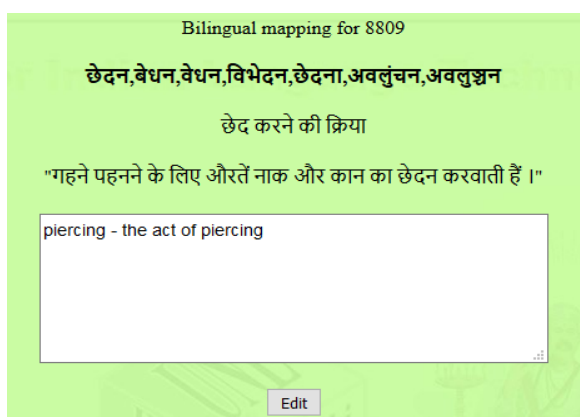 Bilingual mapping for 8809
छेदन,बेधन,वेधन,विभेदन,छेदना,अवलुंचन,अवलुञ्चन
छेद करने की क्रिया
"गहने पहनने के लिए औरतें नाक और कान का छेदन करवाती हैं ।"
piercing - the act of piercing
Edit